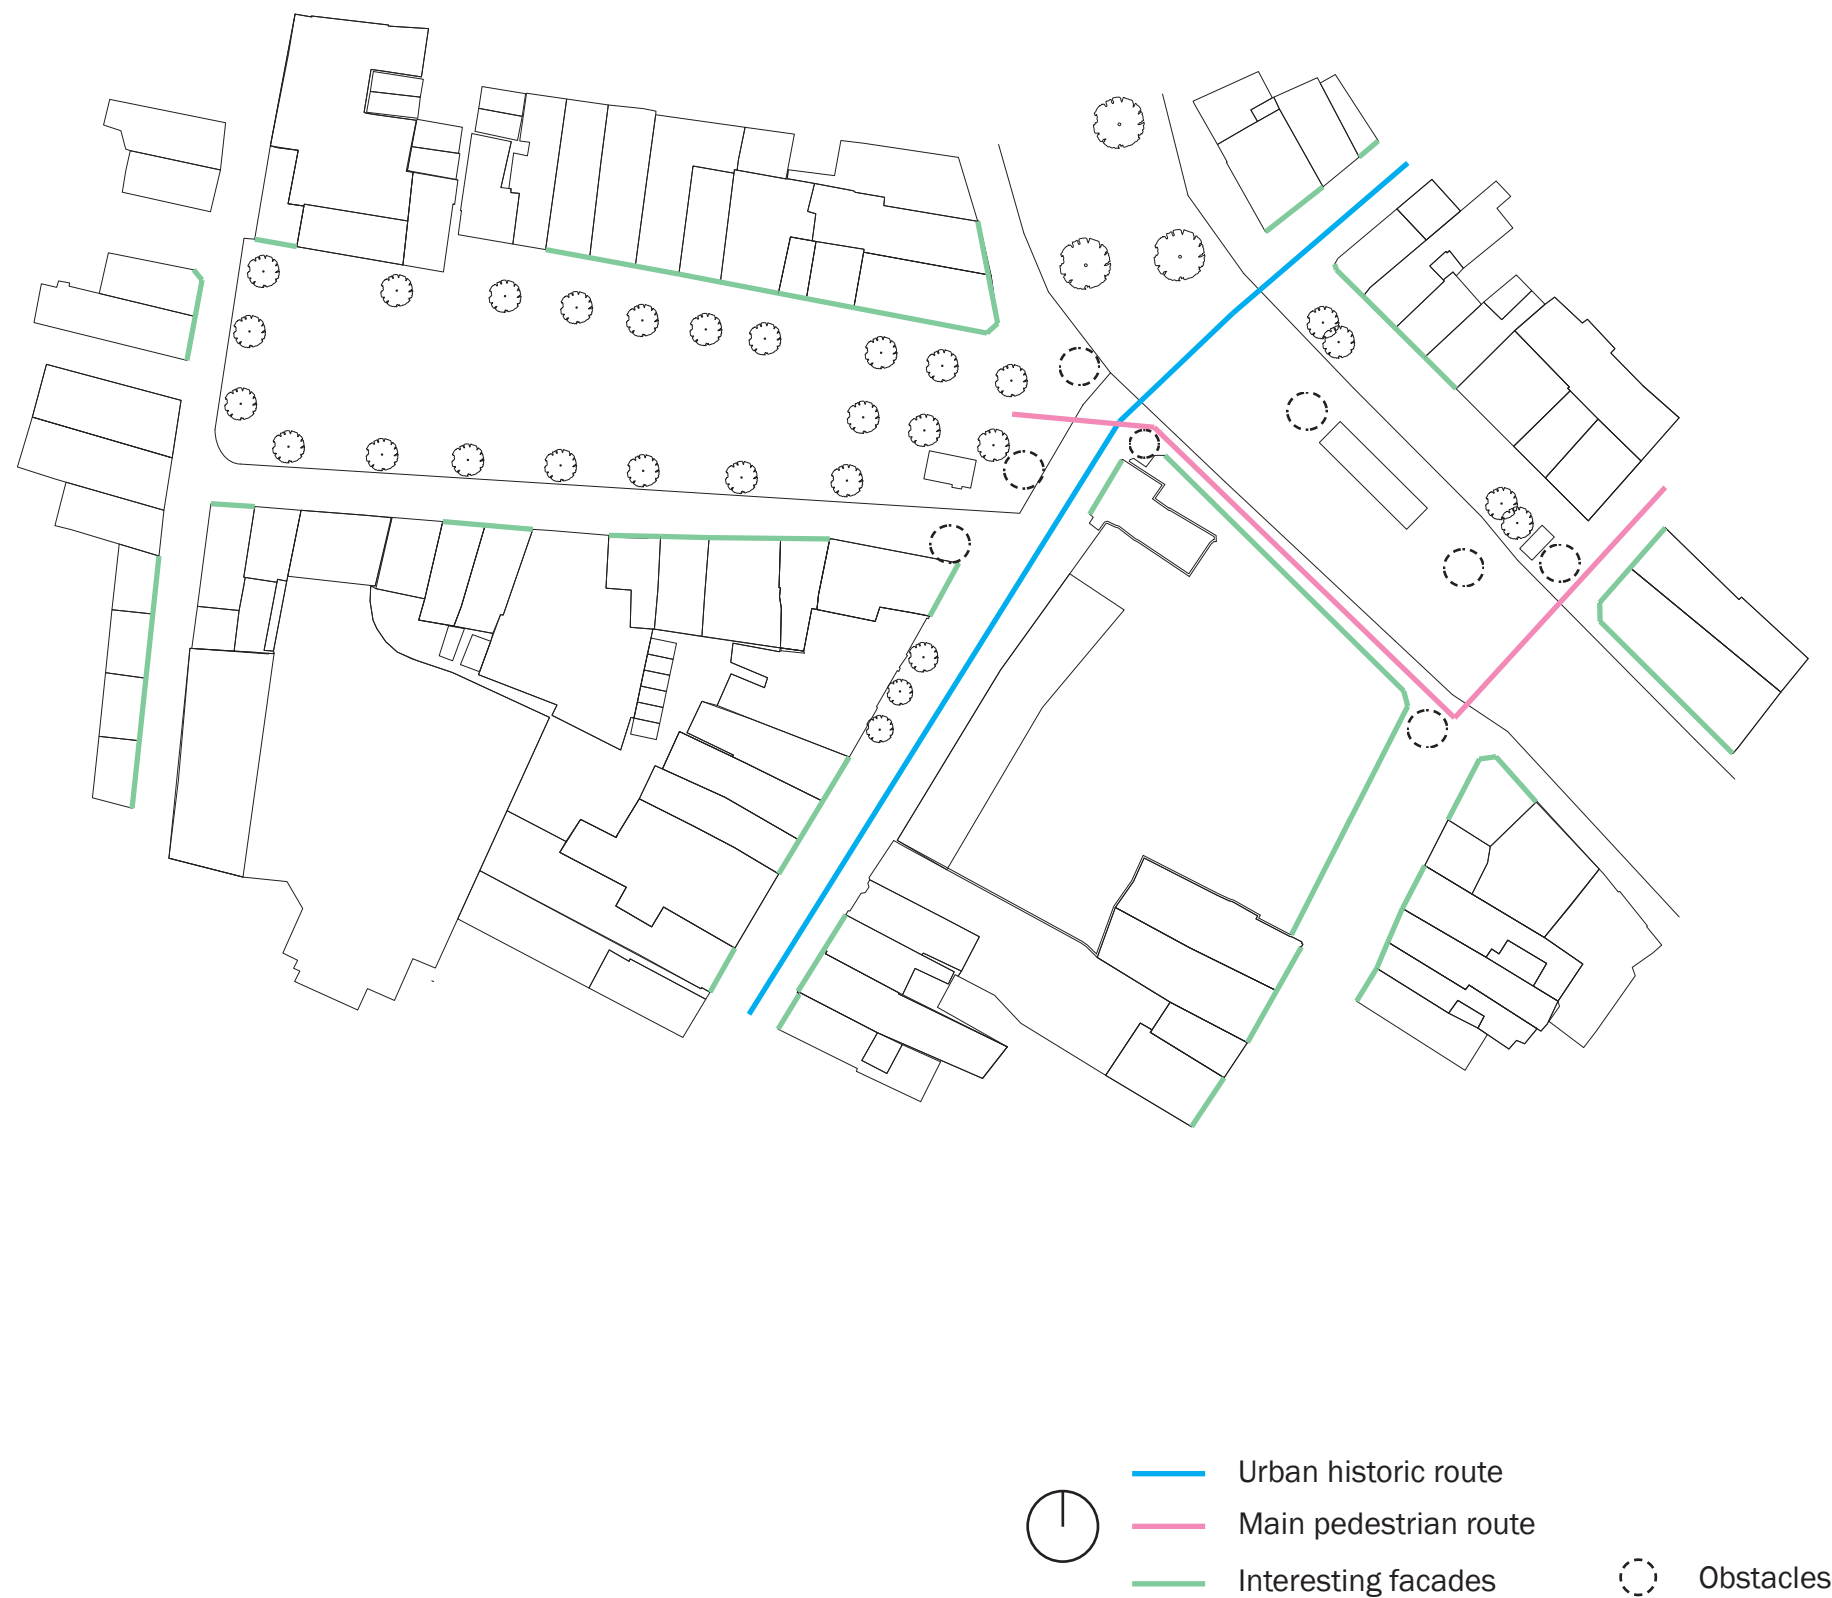 Urban historic route
Main pedestrian route
Interesting facades
Obstacles